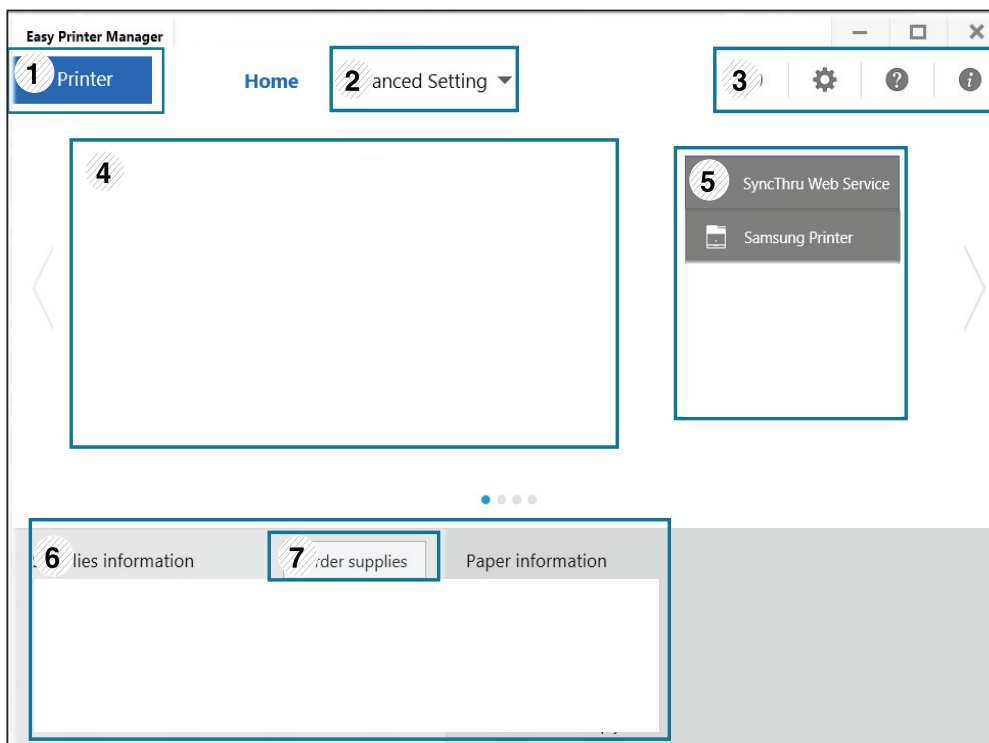 Easy Printer Manager
1 Printer
Home
2 anced Setting
3
4
5 SyncThru Web Service
Samsung Printer
6 lies information
7 rder supplies
Paper information